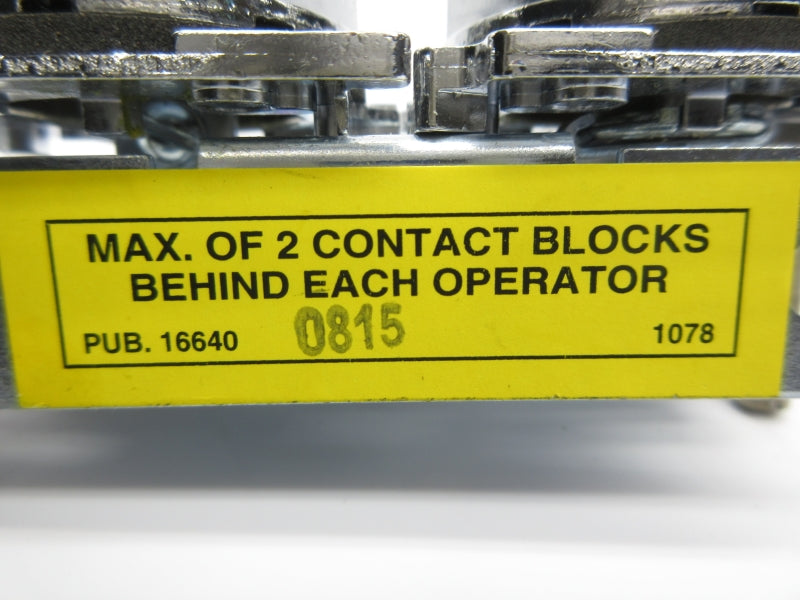 MAX. OF 2 CONTACT BLOCKS
BEHIND EACH OPERATOR
PUB. 16640 0815 1078